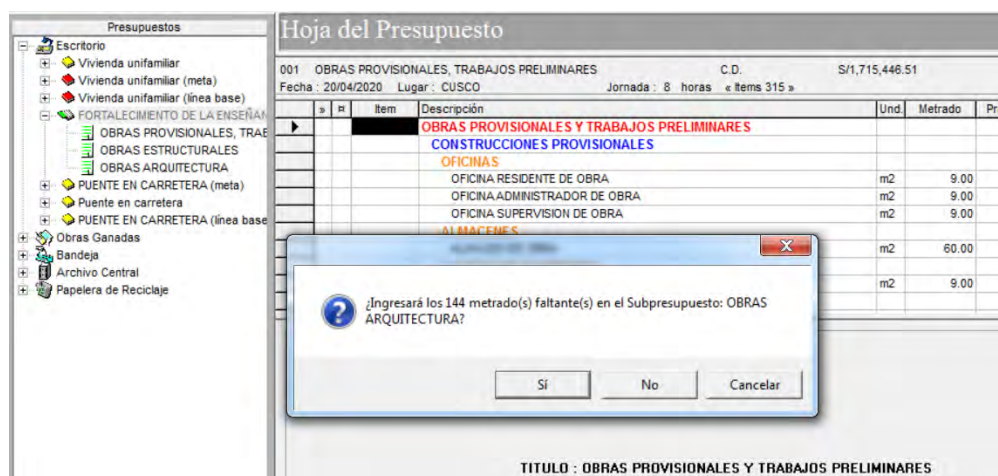 Presupuestos
Escritorio
Vivienda unifamiliar
Vivienda unifamiliar (meta)
Vivienda unifamiliar (línea base)
FORTALECIMIENTO DE LA ENSEÑAN
OBRAS PROVISIONALES, TRAE
OBRAS ESTRUCTURALES
OBRAS ARQUITECTURA
PUENTE EN CARRETERA (meta)
Puente en carretera
PUENTE EN CARRETERA (línea base
Obras Ganadas
Bandeja
Archivo Central
Papelera de Reciclaje
Hoja del Presupuesto
001 OBRAS PROVISIONALES, TRABAJOS PRELIMINARES C.D. S/1,715,446.51
Fecha : 20/04/2020 Lugar : CUSCO Jornada : 8 horas « Items 315 »
» ¤ Item Descripción Und. Metrado Pr
OBRAS PROVISIONALES Y TRABAJOS PRELIMINARES
CONSTRUCCIONES PROVISIONALES
OFICINAS
OFICINA RESIDENTE DE OBRA m2 9.00
OFICINA ADMINISTRADOR DE OBRA m2 9.00
OFICINA SUPERVISION DE OBRA m2 9.00
ALMACENES
m2 60.00
m2 9.00
¿Ingresará los 144 metrado(s) faltante(s) en el Subpresupuesto: OBRAS
ARQUITECTURA?
Sí No Cancelar
TITULO : OBRAS PROVISIONALES Y TRABAJOS PRELIMINARES